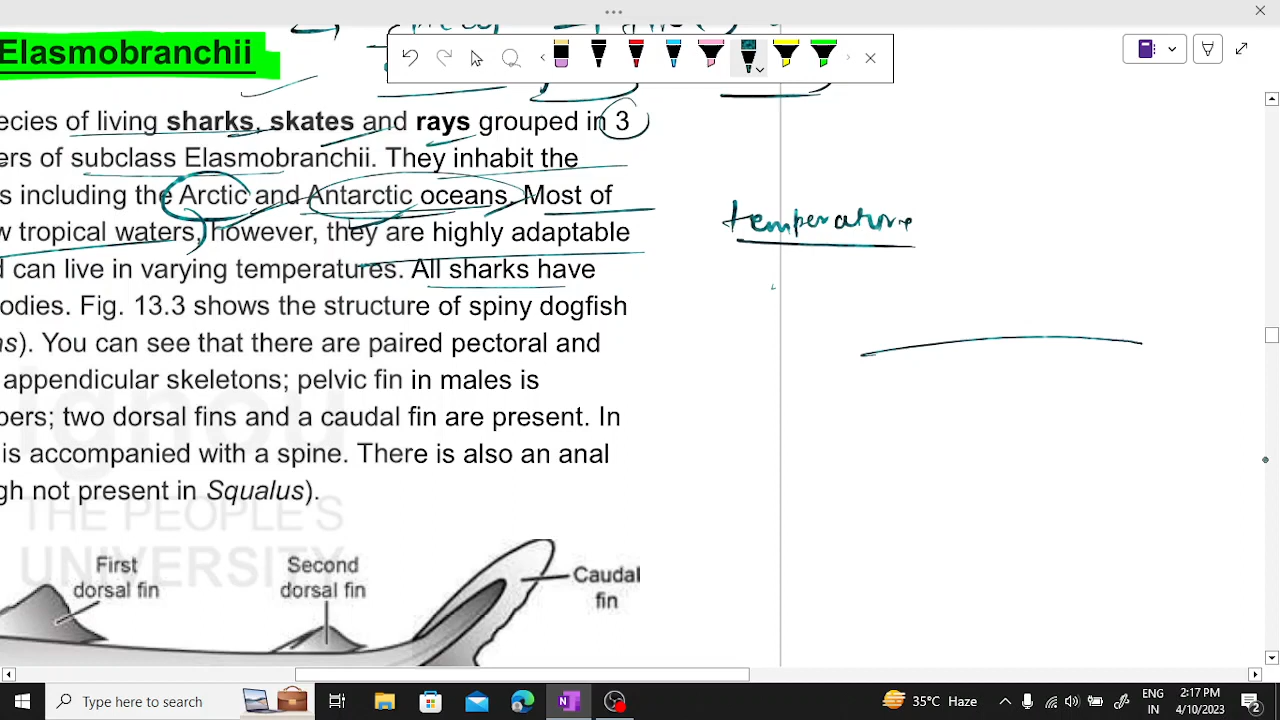 Elasmobranchii
ecies of living sharks, skates and rays grouped in 3
ers of subclass Elasmobranchii. They inhabit the
s including the Arctic and Antarctic oceans. Most of
w tropical waters, however, they are highly adaptable
d can live in varying temperatures. All sharks have
odies. Fig. 13.3 shows the structure of spiny dogfish
as). You can see that there are paired pectoral and
appendicular skeletons; pelvic fin in males is
pers; two dorsal fins and a caudal fin are present. In
is accompanied with a spine. There is also an anal
gh not present in Squalus).
temperature
ignou
THE PEOPLE'S
UNIVERSITY
First
dorsal fin
Second
dorsal fin
Caudal
fin
Type here to search
35°C Haze
ENG
IN
2:17 PM
4/10/2023
2